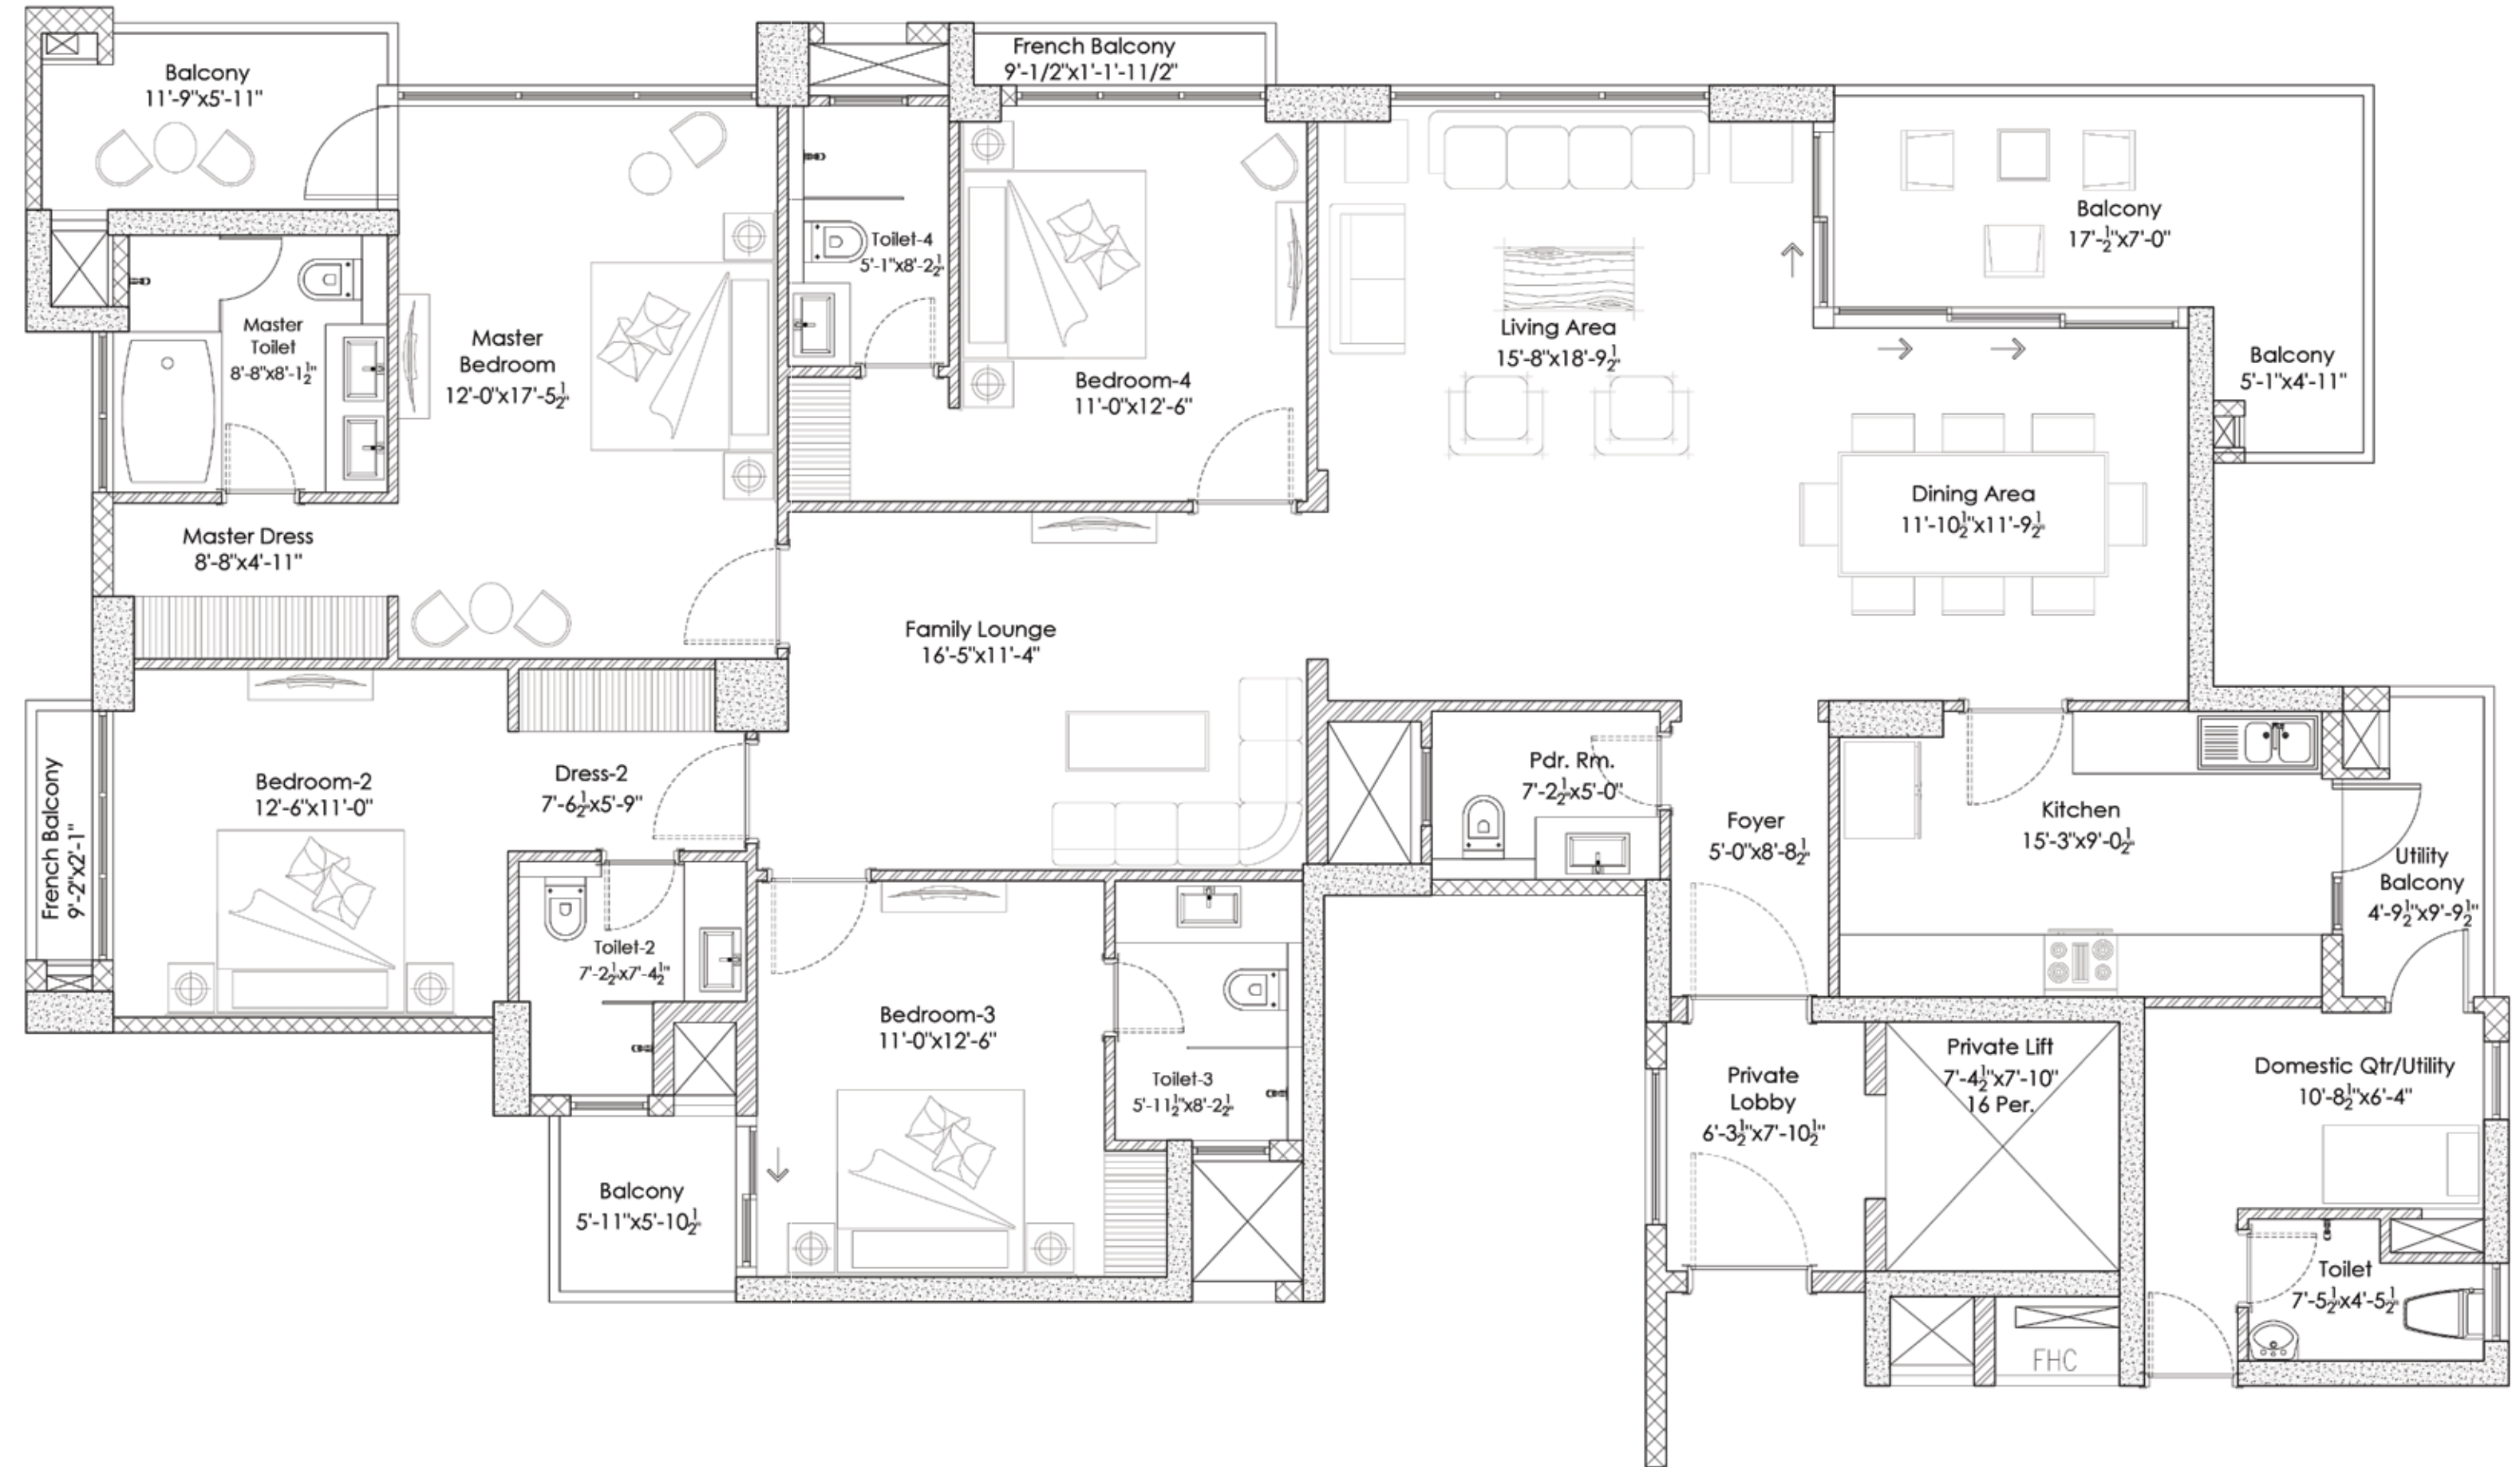 Balcony
11'-9"x5'-11"
French Balcony
9'-1/2"x1'-1'-11/2"
Balcony
17'-½"x7'-0"
Toilet-4
5'-1"x8'-2½"
Master
Toilet
8'-8"x8'-1½"
Master
Bedroom
12'-0"x17'-5½"
Bedroom-4
11'-0"x12'-6"
Living Area
15'-8"x18'-9½"
Balcony
5'-1"x4'-11"
Dining Area
11'-10½"x11'-9½"
Master Dress
8'-8"x4'-11"
Family Lounge
16'-5"x11'-4"
French Balcony
9'-2"x2'-1"
Bedroom-2
12'-6"x11'-0"
Dress-2
7'-6½"x5'-9"
Pdr. Rm.
7'-2½"x5'-0"
Foyer
5'-0"x8'-8½"
Kitchen
15'-3"x9'-0½"
Utility
Balcony
4'-9½"x9'-9½"
Toilet-2
7'-2½"x7'-4½"
Bedroom-3
11'-0"x12'-6"
Toilet-3
5'-11½"x8'-2½"
Private
Lobby
6'-3½"x7'-10½"
Private Lift
7'-4½"x7'-10"
16 Per.
Domestic Qtr/Utility
10'-8½"x6'-4"
Balcony
5'-11"x5'-10½"
Toilet
7'-5½"x4'-5½"
FHC